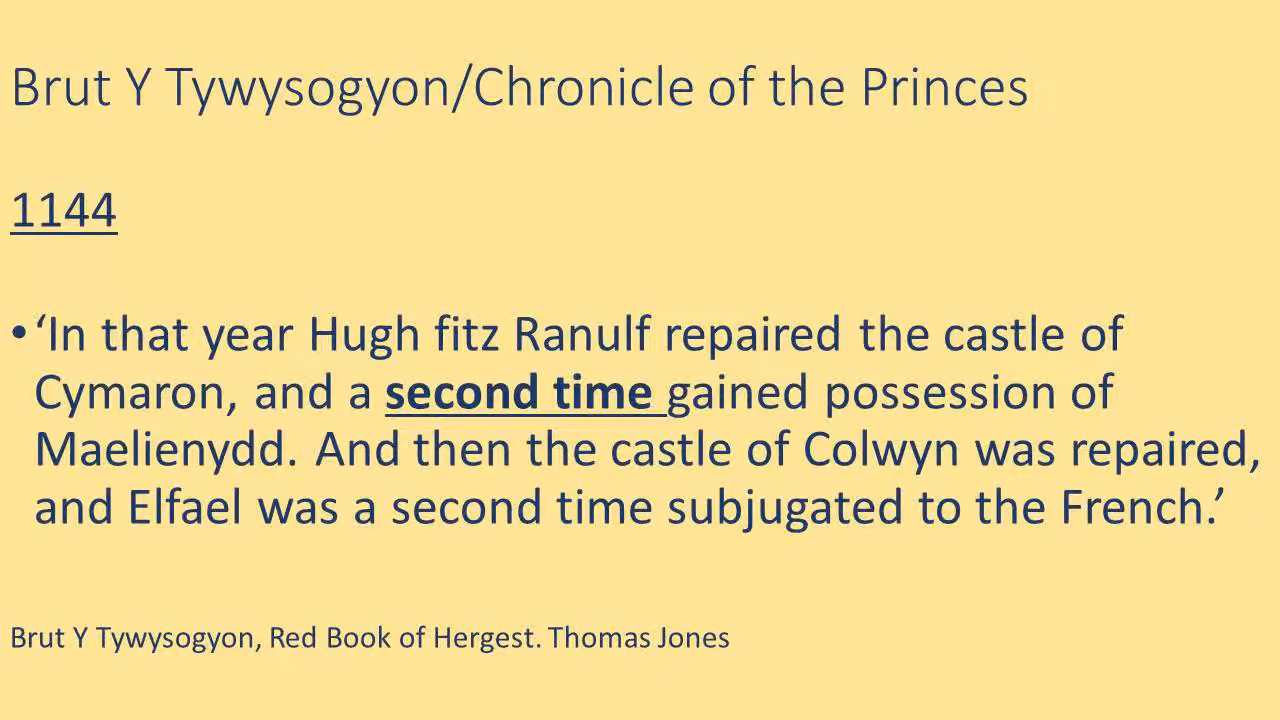 Brut Y Tywysogyon/Chronicle of the Princes
1144
•‘In that year Hugh fitz Ranulf repaired the castle of
Cymaron, and a second time gained possession of
Maelienydd. And then the castle of Colwyn was repaired,
and Elfael was a second time subjugated to the French.’
Brut Y Tywysogyon, Red Book of Hergest. Thomas Jones